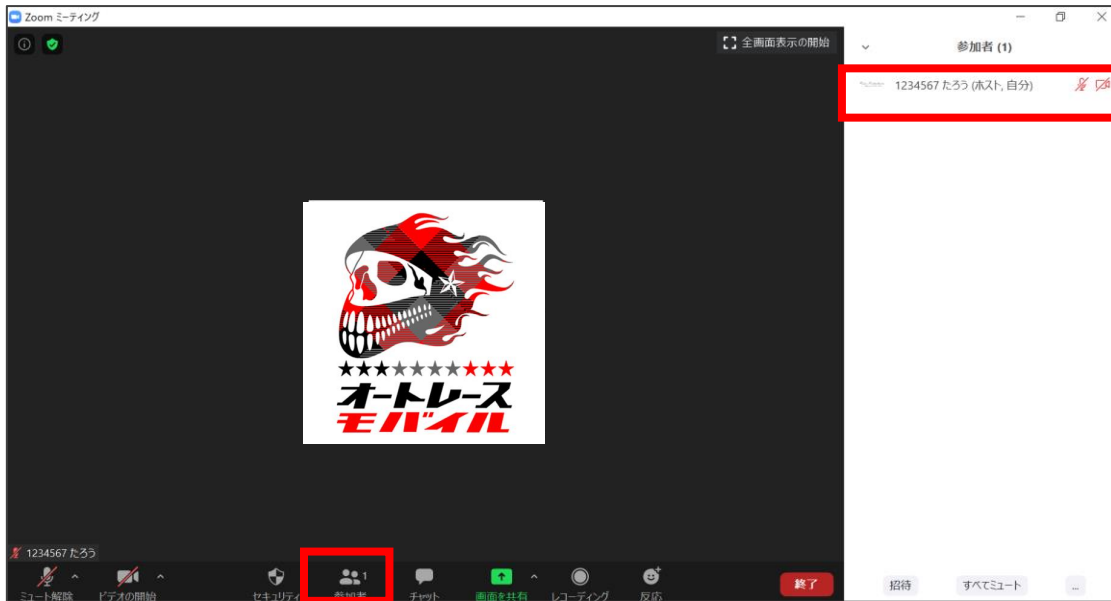 Zoom ミーティング
全画面表示の開始
参加者 (1)
1234567 たろう (ホスト, 自分)
★★★★★★★★★★
オートレース
モバイル
1234567 たろう
1
ミュート解除
ビデオの開始
セキュリティ
参加者
チャット
画面を共有
レコーディング
反応
終了
招待
すべてミュート
...